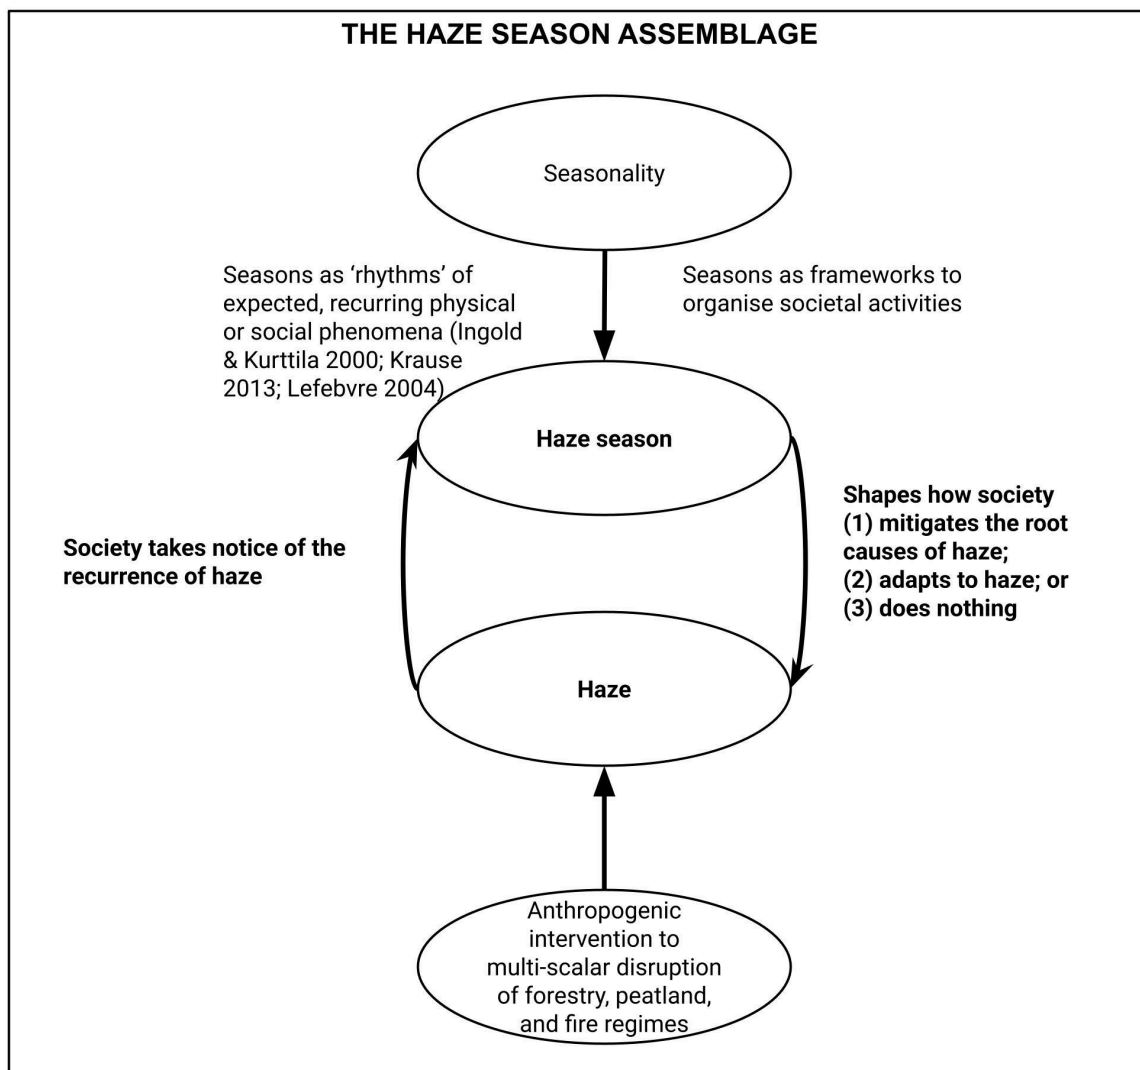 THE HAZE SEASON ASSEMBLAGE
Seasonality
Seasons as ‘rhythms’ of
expected, recurring physical
or social phenomena (Ingold
& Kurttila 2000; Krause
2013; Lefebvre 2004)
Seasons as frameworks to
organise societal activities
Haze season
Society takes notice of the
recurrence of haze
Shapes how society
(1) mitigates the root
causes of haze;
(2) adapts to haze; or
(3) does nothing
Haze
Anthropogenic
intervention to
multi-scalar disruption
of forestry, peatland,
and fire regimes